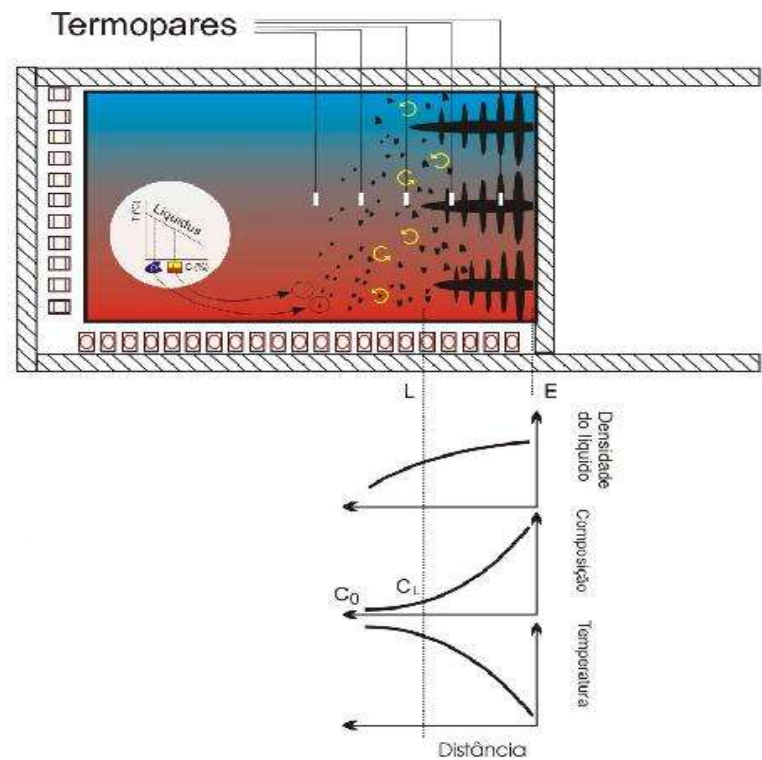 Termopares
Liquidus
L
E
Densidade
do líquido
Composição
C0
CL
Temperatura
Distância